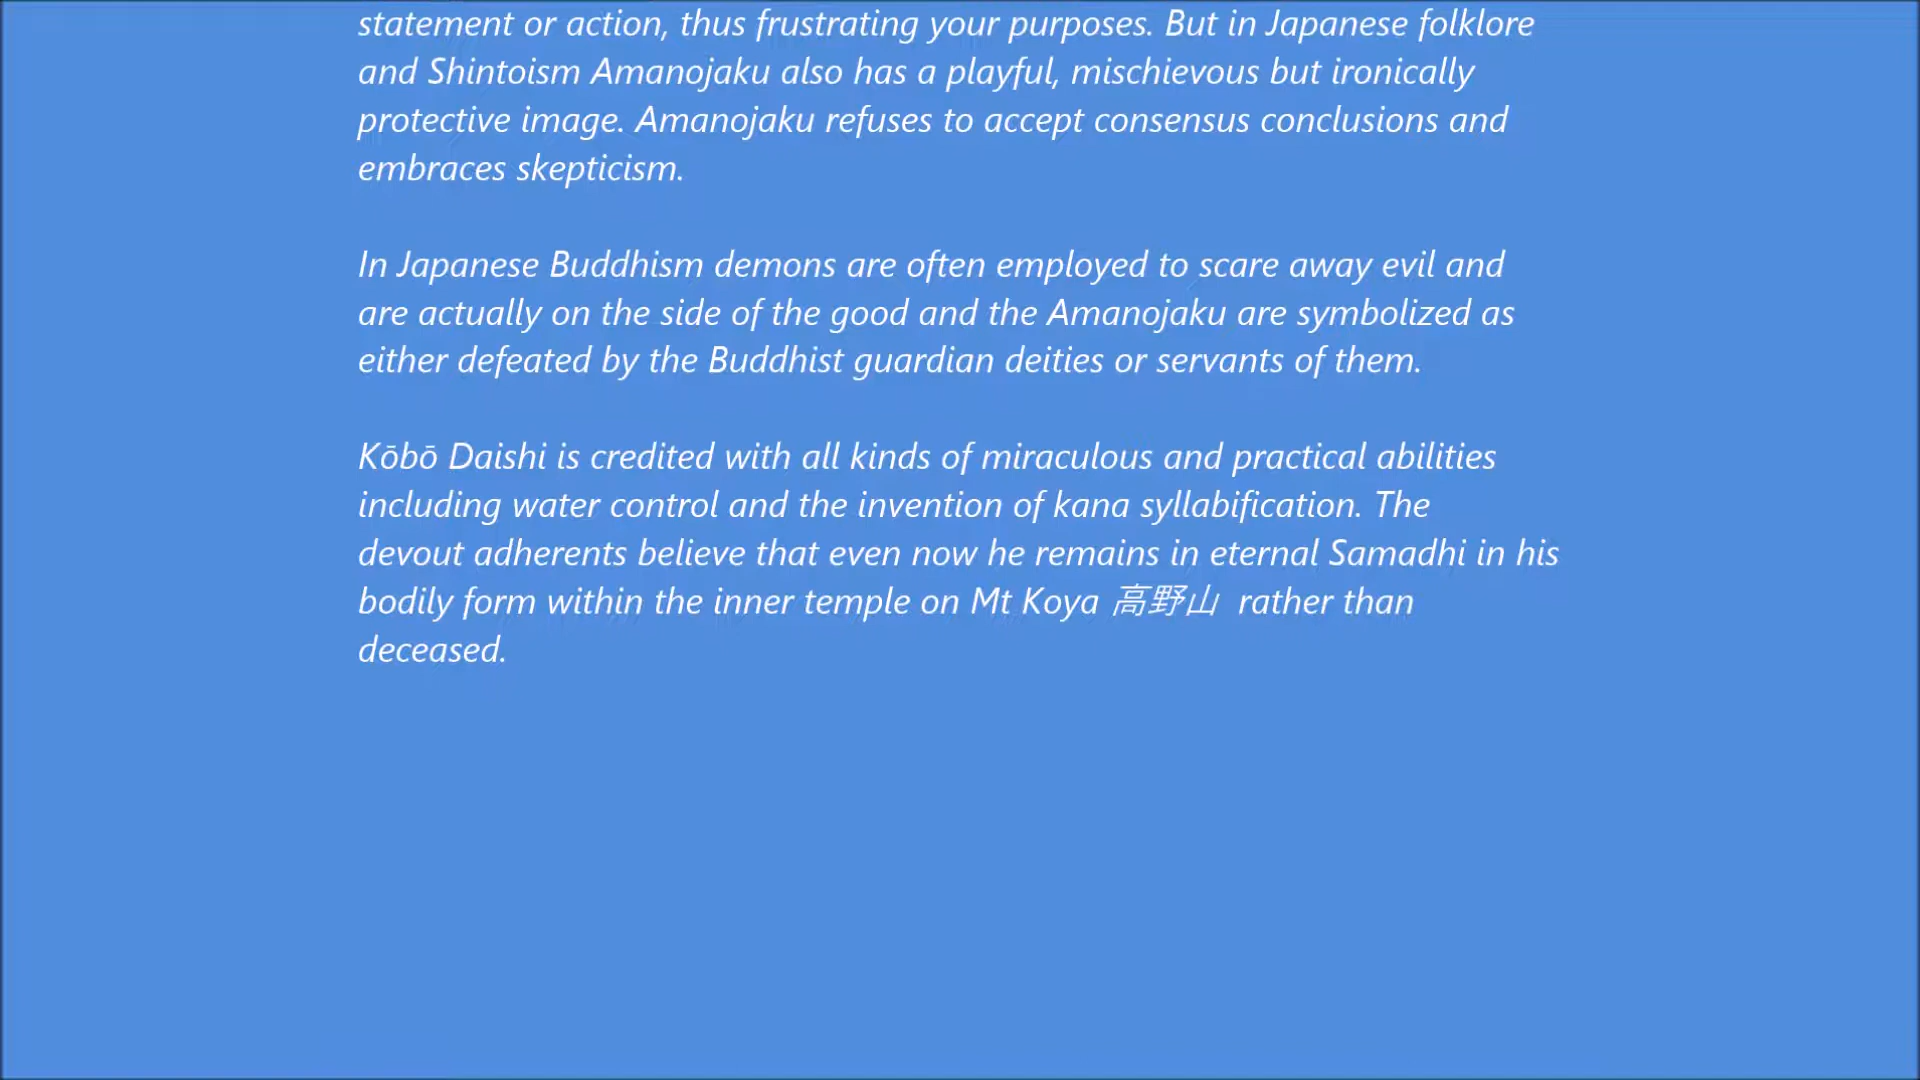 statement or action, thus frustrating your purposes. But in Japanese folklore
and Shintoism Amanojaku also has a playful, mischievous but ironically
protective image. Amanojaku refuses to accept consensus conclusions and
embraces skepticism.
In Japanese Buddhism demons are often employed to scare away evil and
are actually on the side of the good and the Amanojaku are symbolized as
either defeated by the Buddhist guardian deities or servants of them.
Kōbō Daishi is credited with all kinds of miraculous and practical abilities
including water control and the invention of kana syllabification. The
devout adherents believe that even now he remains in eternal Samadhi in his
bodily form within the inner temple on Mt Koya 高野山 rather than
deceased.